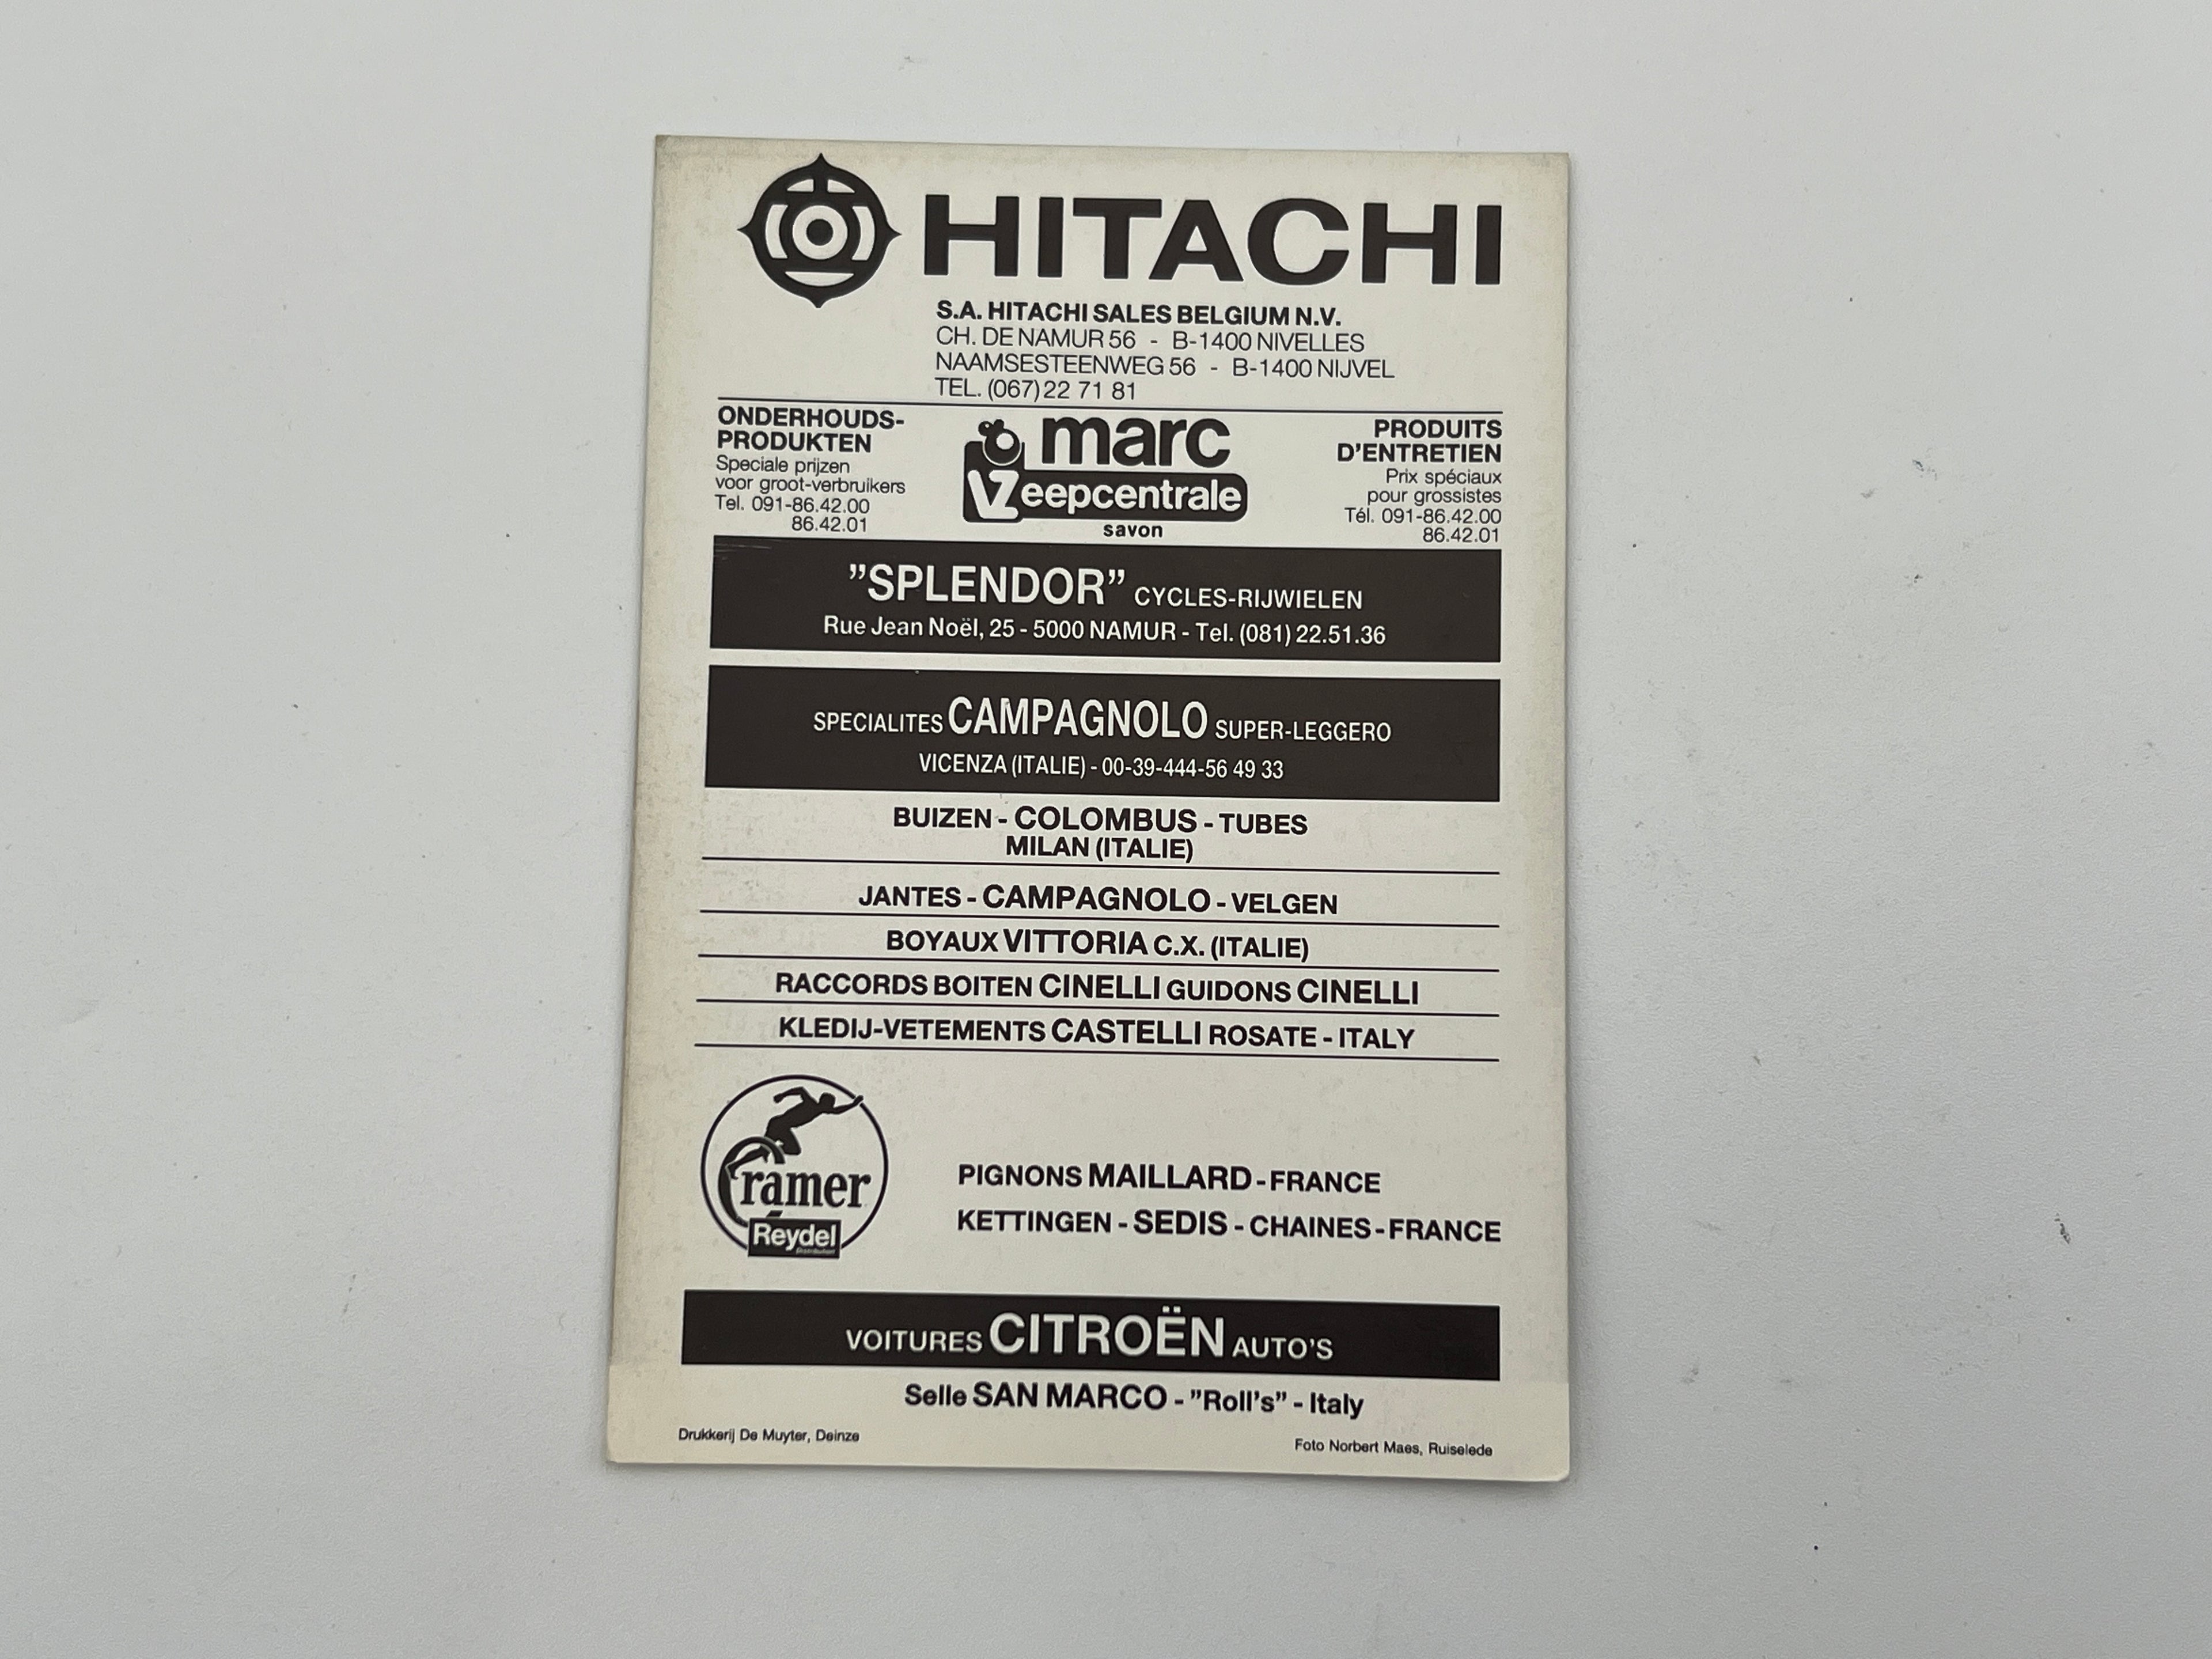 HITACHI
S.A. HITACHI SALES BELGIUM N.V.
CH. DE NAMUR 56 - B-1400 NIVELLES
NAAMSESTEENWEG 56 - B-1400 NIJVEL
TEL. (067) 22 71 81
ONDERHOUDS-
PRODUKTEN
Speciale prijzen
voor groot-verbruikers
Tel. 091-86.42.00
86.42.01
marc
VZeepcentrale
savon
PRODUITS
D'ENTRETIEN
Prix spéciaux
pour grossistes
Tél. 091-86.42.00
86.42.01
"SPLENDOR" CYCLES-RIJWIELEN
Rue Jean Noël, 25 - 5000 NAMUR - Tel. (081) 22.51.36
SPECIALITES CAMPAGNOLO SUPER-LEGGERO
VICENZA (ITALIE) - 00-39-444-56 49 33
BUIZEN - COLOMBUS - TUBES
MILAN (ITALIE)
JANTES - CAMPAGNOLO - VELGEN
BOYAUX VITTORIA C.X. (ITALIE)
RACCORDS BOITEN CINELLI GUIDONS CINELLI
KLEDIJ-VETEMENTS CASTELLI ROSATE - ITALY
Cramer
Reydel
PIGNONS MAILLARD - FRANCE
KETTINGEN - SEDIS - CHAINES - FRANCE
VOITURES CITROËN AUTO'S
Selle SAN MARCO - "Roll's" - Italy
Drukkerij De Muyter, Deinze
Foto Norbert Maes, Ruiselede